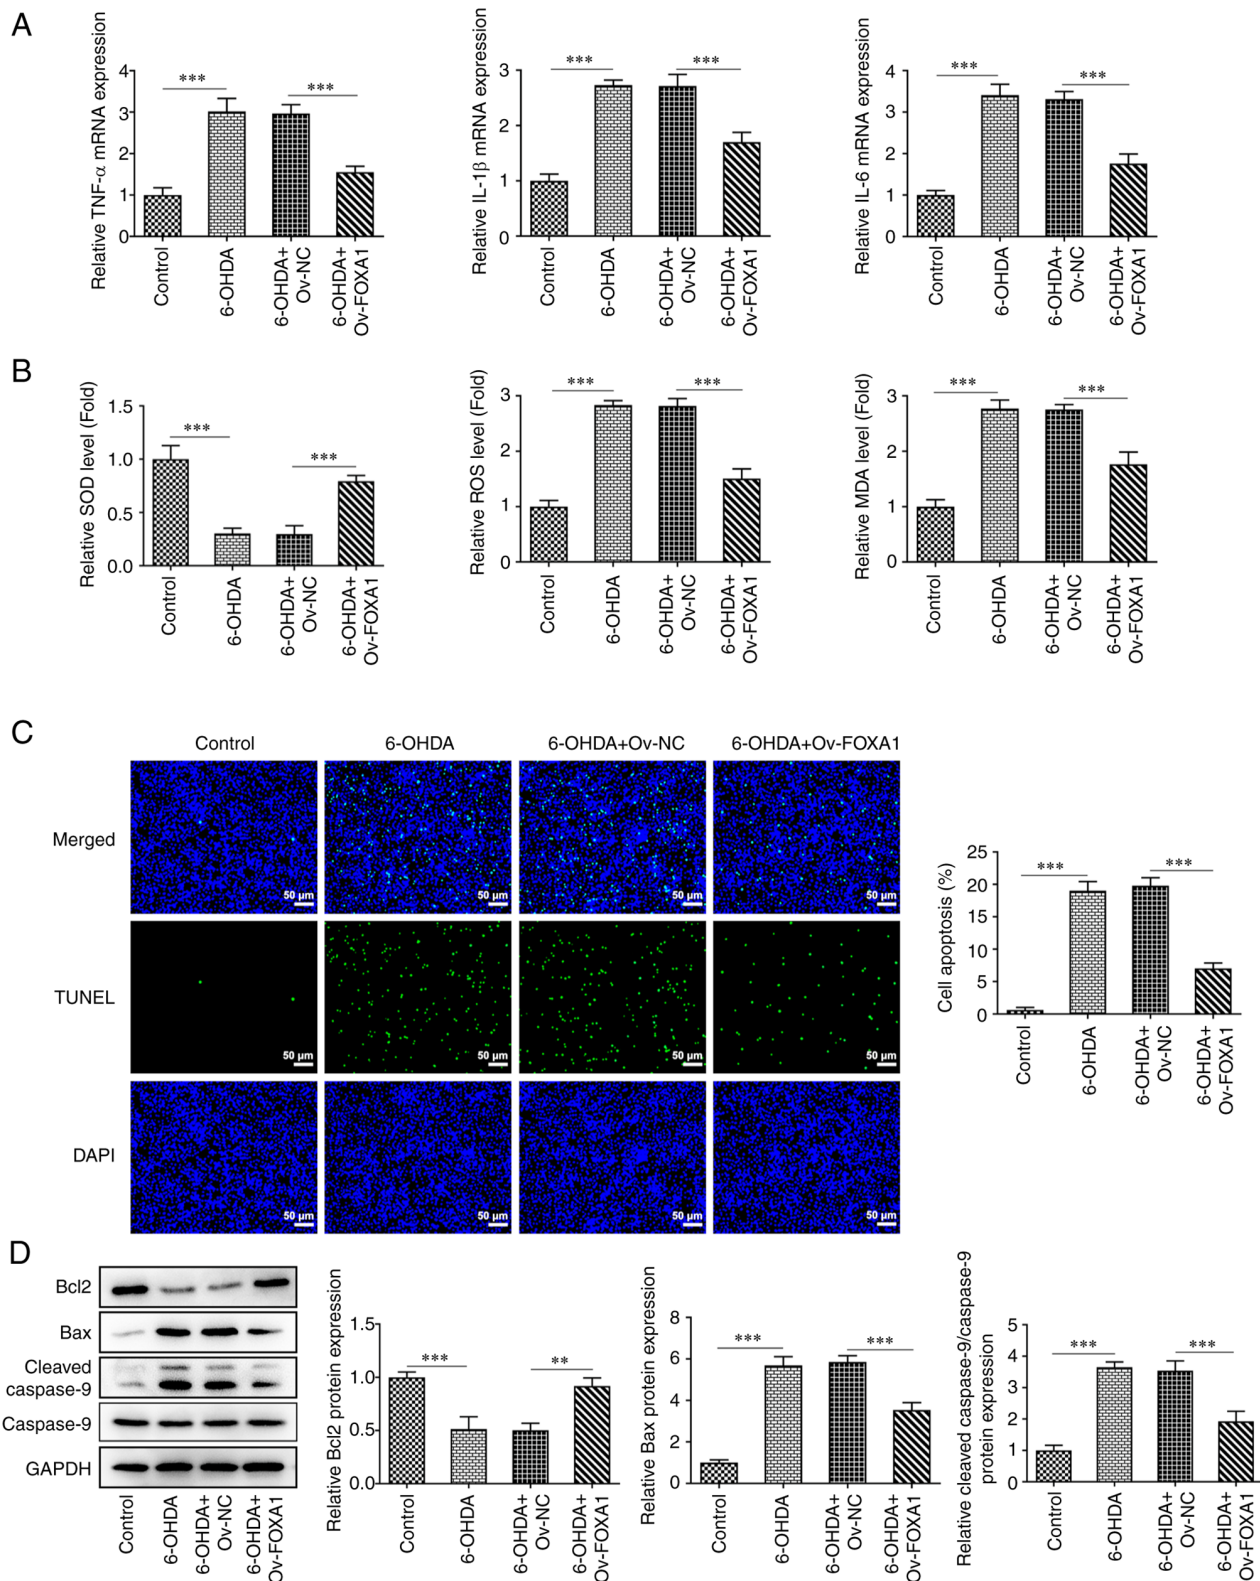 A
Relative TNF-α mRNA expression
4
3
2
1
0
***
***
Control
6-OHDA
6-OHDA+
Ov-NC
6-OHDA+
Ov-FOXA1
Relative IL-1β mRNA expression
3
2
1
0
***
***
Control
6-OHDA
6-OHDA+
Ov-NC
6-OHDA+
Ov-FOXA1
Relative IL-6 mRNA expression
4
3
2
1
0
***
***
Control
6-OHDA
6-OHDA+
Ov-NC
6-OHDA+
Ov-FOXA1
B
Relative SOD level (Fold)
1.5
1.0
0.5
0.0
***
***
Control
6-OHDA
6-OHDA+
Ov-NC
6-OHDA+
Ov-FOXA1
Relative ROS level (Fold)
3
2
1
0
***
***
Control
6-OHDA
6-OHDA+
Ov-NC
6-OHDA+
Ov-FOXA1
Relative MDA level (Fold)
3
2
1
0
***
***
Control
6-OHDA
6-OHDA+
Ov-NC
6-OHDA+
Ov-FOXA1
C
Control
6-OHDA
6-OHDA+Ov-NC
6-OHDA+Ov-FOXA1
Merged
50 µm
50 µm
50 µm
50 µm
TUNEL
50 µm
50 µm
50 µm
50 µm
DAPI
50 µm
50 µm
50 µm
50 µm
Cell apoptosis (%)
25
20
15
10
5
0
***
***
Control
6-OHDA
6-OHDA+
Ov-NC
6-OHDA+
Ov-FOXA1
D
Bcl2
Bax
Cleaved
caspase-9
Caspase-9
GAPDH
Control
6-OHDA
6-OHDA+
Ov-NC
6-OHDA+
Ov-FOXA1
Relative Bcl2 protein expression
1.5
1.0
0.5
0.0
***
**
Control
6-OHDA
6-OHDA+
Ov-NC
6-OHDA+
Ov-FOXA1
Relative Bax protein expression
8
6
4
2
0
***
***
Control
6-OHDA
6-OHDA+
Ov-NC
6-OHDA+
Ov-FOXA1
Relative cleaved caspase-9/caspase-9
protein expression
5
4
3
2
1
0
***
***
Control
6-OHDA
6-OHDA+
Ov-NC
6-OHDA+
Ov-FOXA1